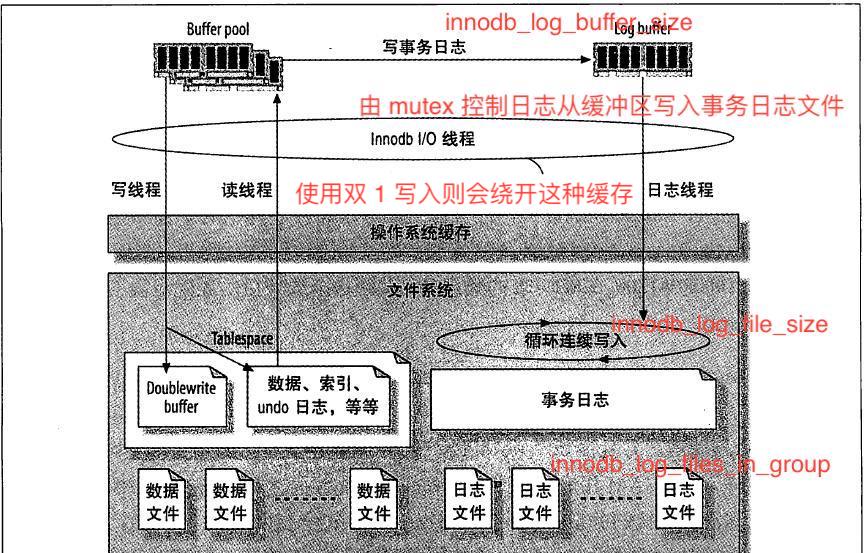 innodb_log_buffer_size
Buffer pool
Log buffer
写事务日志
由 mutex 控制日志从缓冲区写入事务日志文件
Innodb I/O 线程
写线程
读线程
使用双 1 写入则会绕开这种缓存
日志线程
操作系统缓存
文件系统
innodb_log_file_size
Tablespace
循环连续写入
Doublewrite
buffer
数据、索引、
undo 日志，等等
事务日志
innodb_log_files_in_group
数据
文件
数据
文件
数据
文件
日志
文件
日志
文件
日志
文件